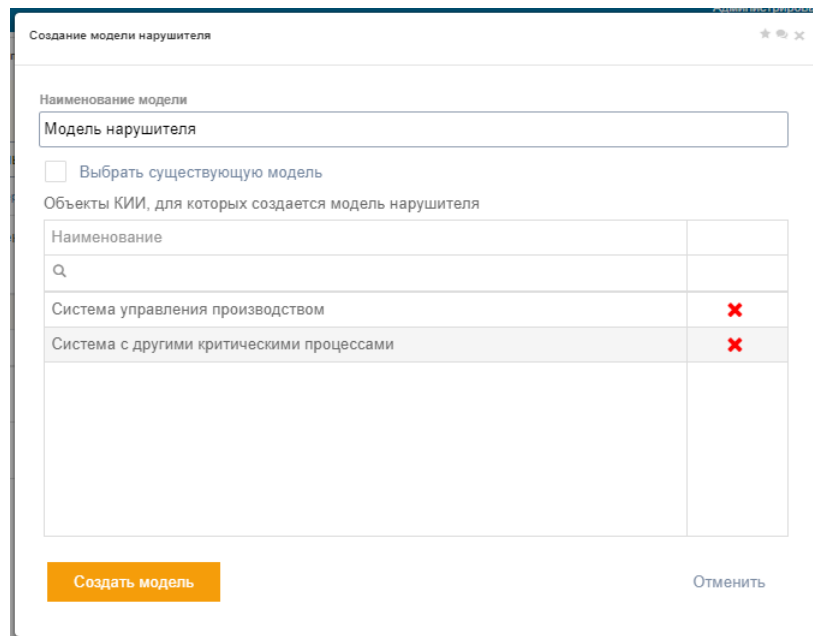 Создание модели нарушителя
Наименование модели
Модель нарушителя
Выбрать существующую модель
Объекты КИИ, для которых создается модель нарушителя
Наименование
Система управления производством
Система с другими критическими процессами
Создать модель
Отменить